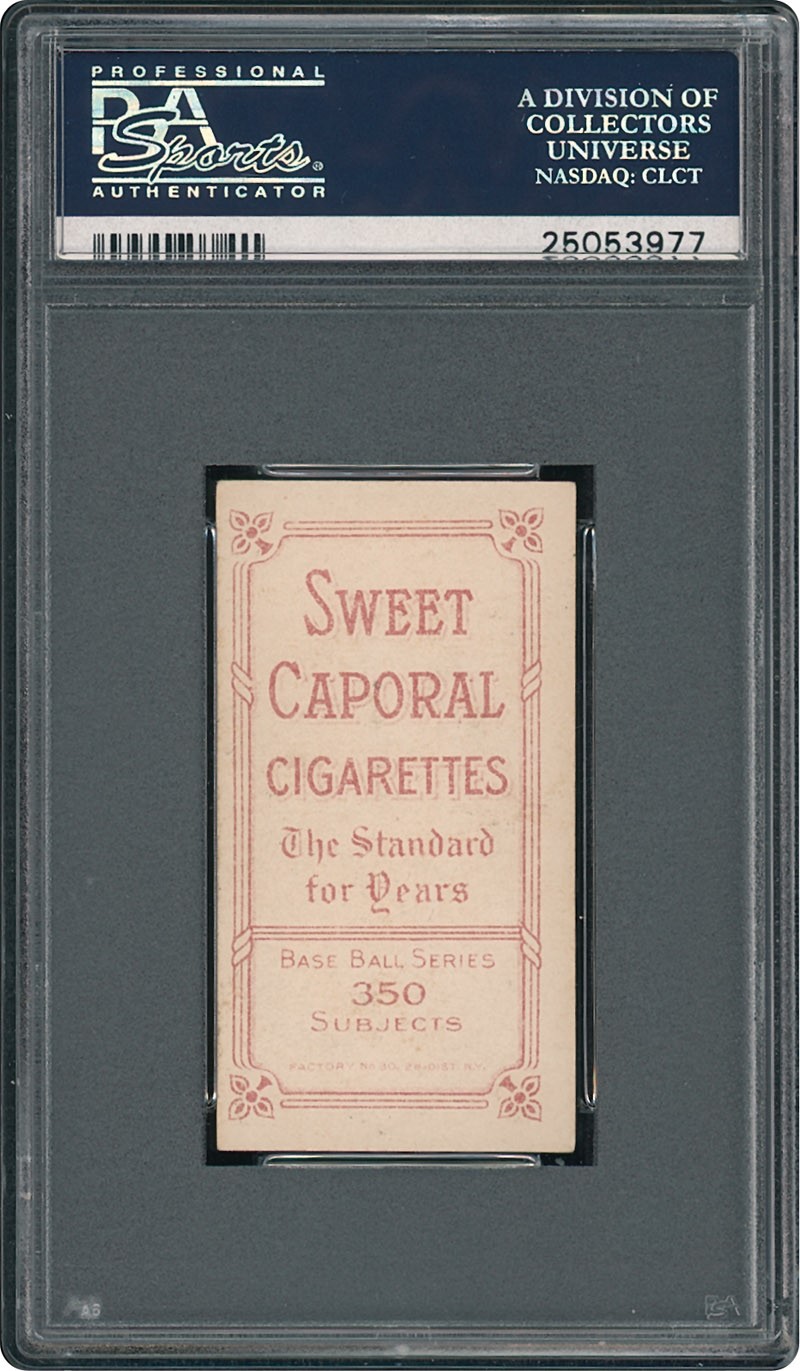 PROFESSIONAL
PSA
Sports®
AUTHENTICATOR
A DIVISION OF
COLLECTORS
UNIVERSE
NASDAQ: CLCT
25053977
SWEET
CAPORAL
CIGARETTES
The Standard
for Years
BASE BALL SERIES
350
SUBJECTS
FACTORY No 30, 2ND DIST. N.Y.
PSA